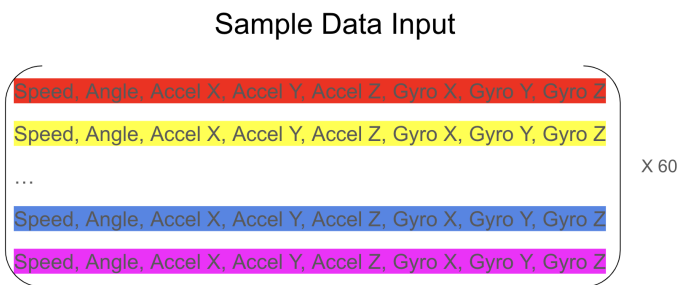 Sample Data Input
Speed, Angle, Accel X, Accel Y, Accel Z, Gyro X, Gyro Y, Gyro Z
Speed, Angle, Accel X, Accel Y, Accel Z, Gyro X, Gyro Y, Gyro Z
…
X 60
Speed, Angle, Accel X, Accel Y, Accel Z, Gyro X, Gyro Y, Gyro Z
Speed, Angle, Accel X, Accel Y, Accel Z, Gyro X, Gyro Y, Gyro Z